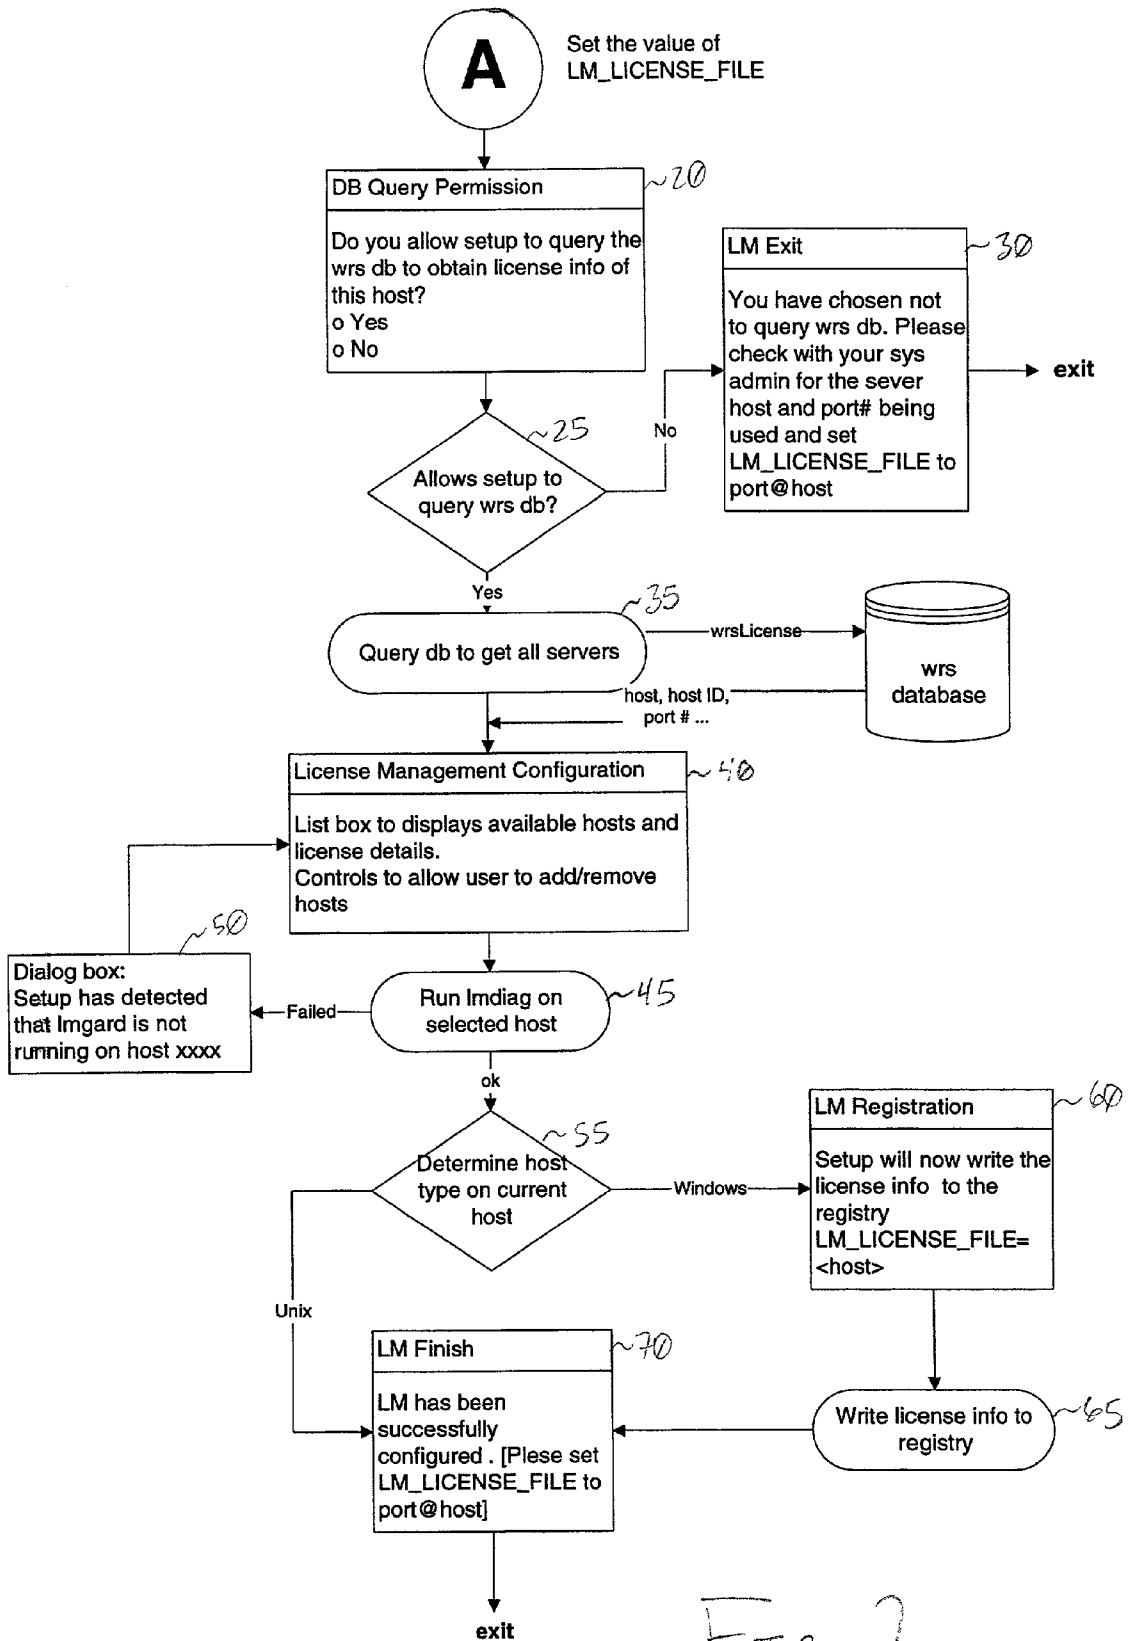 A
Set the value of
LM_LICENSE_FILE
20
DB Query Permission
Do you allow setup to query the
wrs db to obtain license info of
this host?
o Yes
o No
30
LM Exit
You have chosen not
to query wrs db. Please
check with your sys
admin for the sever
host and port# being
used and set
LM_LICENSE_FILE to
port@host
exit
25
Allows setup to
query wrs db?
No
Yes
35
Query db to get all servers
wrsLicense
wrs
database
host, host ID,
port # ...
40
License Management Configuration
List box to displays available hosts and
license details.
Controls to allow user to add/remove
hosts
50
Dialog box:
Setup has detected
that lmgard is not
running on host xxxx
Failed
45
Run lmdiag on
selected host
ok
55
Determine host
type on current
host
Windows
60
LM Registration
Setup will now write the
license info to the
registry
LM_LICENSE_FILE=
<host>
Unix
70
LM Finish
LM has been
successfully
configured . [Plese set
LM_LICENSE_FILE to
port@host]
65
Write license info to
registry
exit